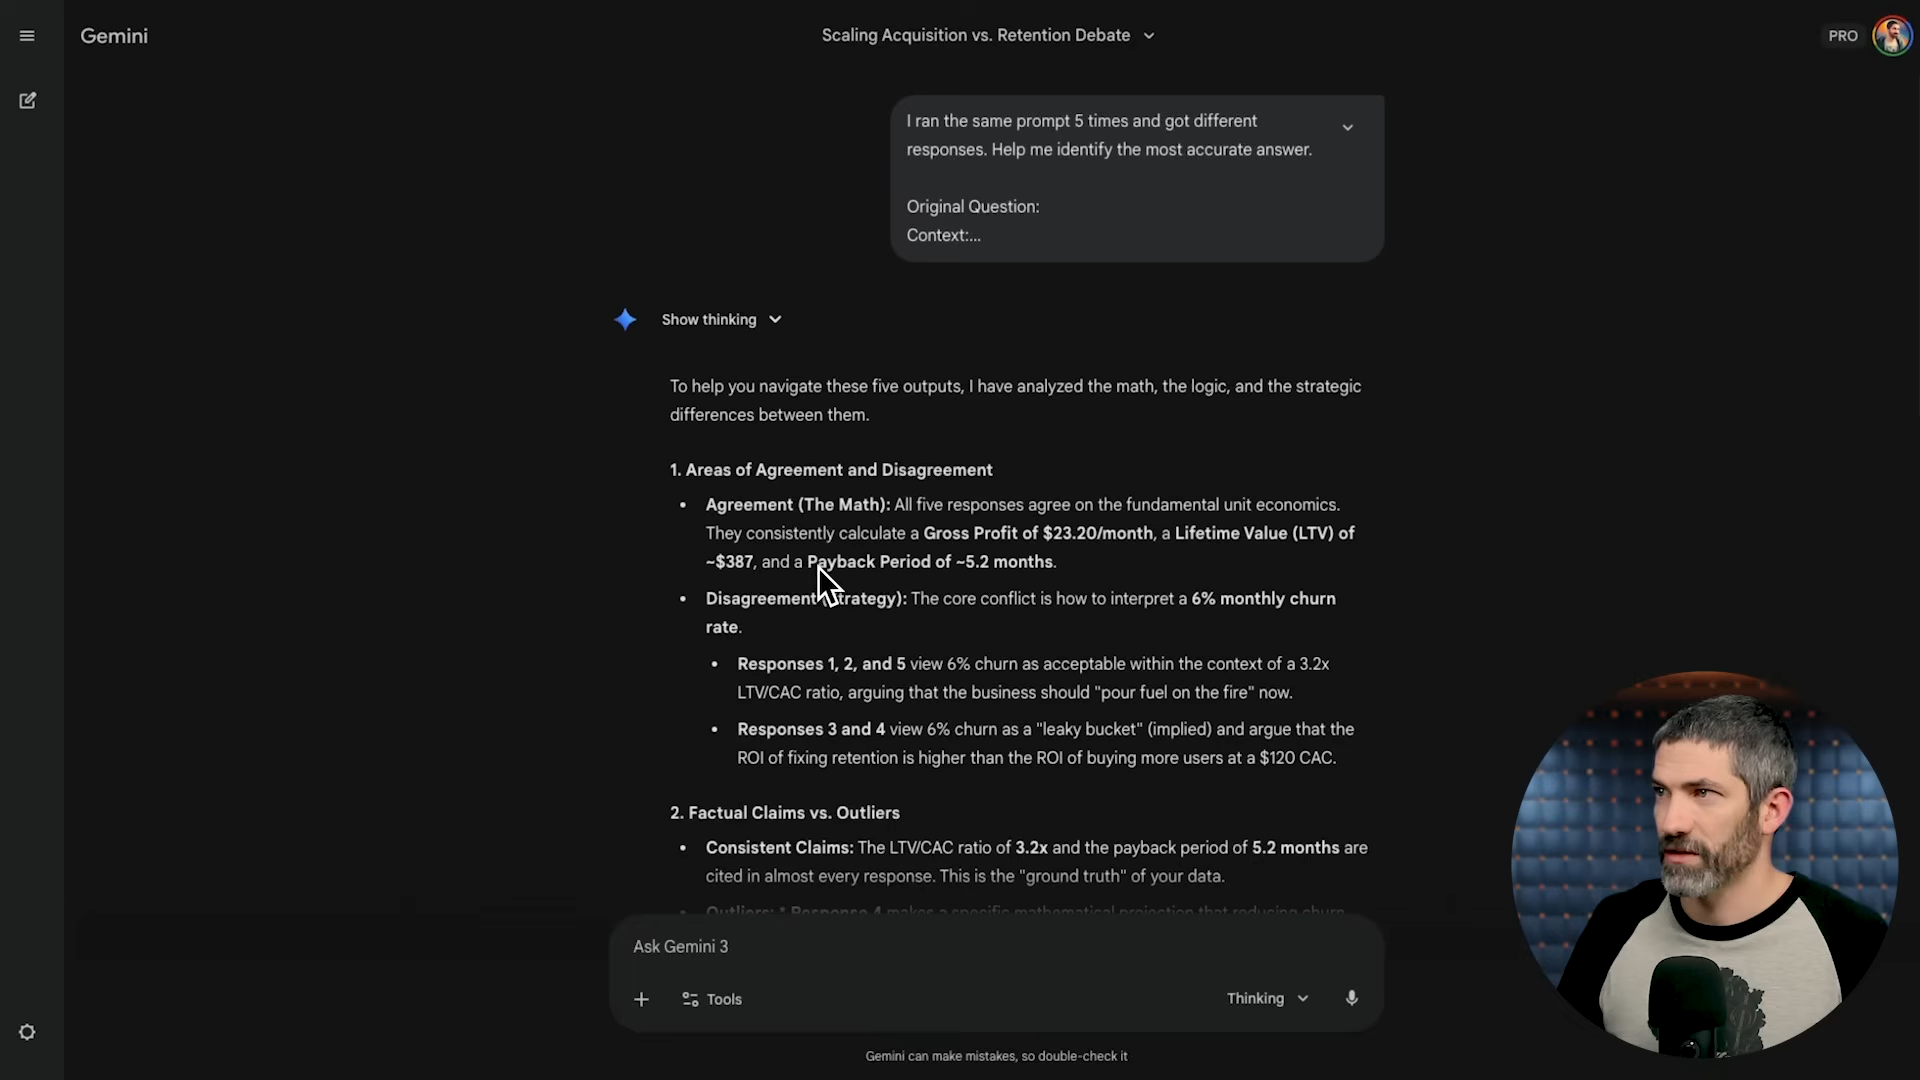 Gemini
Scaling Acquisition vs. Retention Debate
PRO
I ran the same prompt 5 times and got different
responses. Help me identify the most accurate answer.
Original Question:
Context:...
Show thinking
To help you navigate these five outputs, I have analyzed the math, the logic, and the strategic
differences between them.
1. Areas of Agreement and Disagreement
• Agreement (The Math): All five responses agree on the fundamental unit economics.
They consistently calculate a Gross Profit of $23.20/month, a Lifetime Value (LTV) of
~$387, and a Payback Period of ~5.2 months.
• Disagreement (Strategy): The core conflict is how to interpret a 6% monthly churn
rate.
• Responses 1, 2, and 5 view 6% churn as acceptable within the context of a 3.2x
LTV/CAC ratio, arguing that the business should "pour fuel on the fire" now.
• Responses 3 and 4 view 6% churn as a "leaky bucket" (implied) and argue that the
ROI of fixing retention is higher than the ROI of buying more users at a $120 CAC.
2. Factual Claims vs. Outliers
• Consistent Claims: The LTV/CAC ratio of 3.2x and the payback period of 5.2 months are
cited in almost every response. This is the "ground truth" of your data.
• Outliers: * Response 4 makes a specific mathematical projection that reducing churn
Ask Gemini 3
Tools
Thinking
Gemini can make mistakes, so double-check it